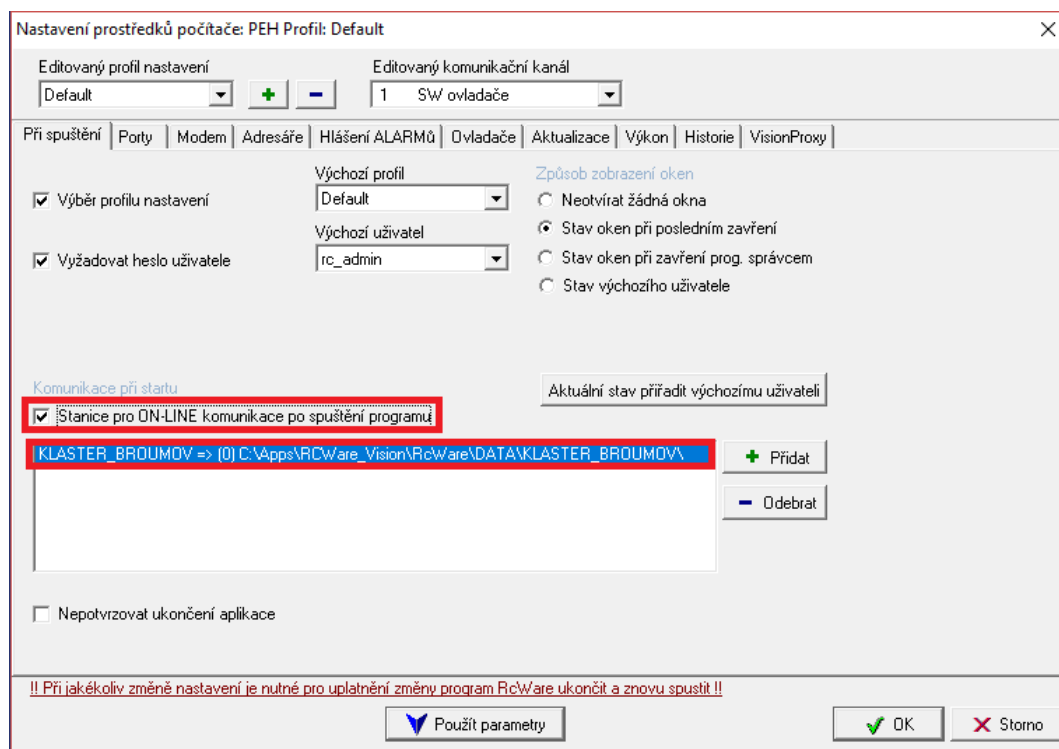 Nastavení prostředků počítače: PEH Profil: Default
Editovaný profil nastavení
Editovaný komunikační kanál
Default
1 SW ovladače
Při spuštění Porty Modem Adresáře Hlášení ALARMů Ovladače Aktualizace Výkon Historie VisionProxy
Výchozí profil
Způsob zobrazení oken
Výběr profilu nastavení
Default
Neotvírat žádná okna
Výchozí uživatel
Stav oken při posledním zavření
Vyžadovat heslo uživatele
rc_admin
Stav oken při zavření prog. správcem
Stav výchozího uživatele
Komunikace při startu
Aktuální stav přiřadit výchozímu uživateli
Stanice pro ON-LINE komunikace po spuštění programu
KLASTER_BROUMOV => (0) C:\Apps\RCWare_Vision\RcWare\DATA\KLASTER_BROUMOV\
Přidat
Odebrat
Nepotvrzovat ukončení aplikace
!! Při jakékoliv změně nastavení je nutné pro uplatnění změny program RcWare ukončit a znovu spustit !!
Použít parametry
OK
Storno